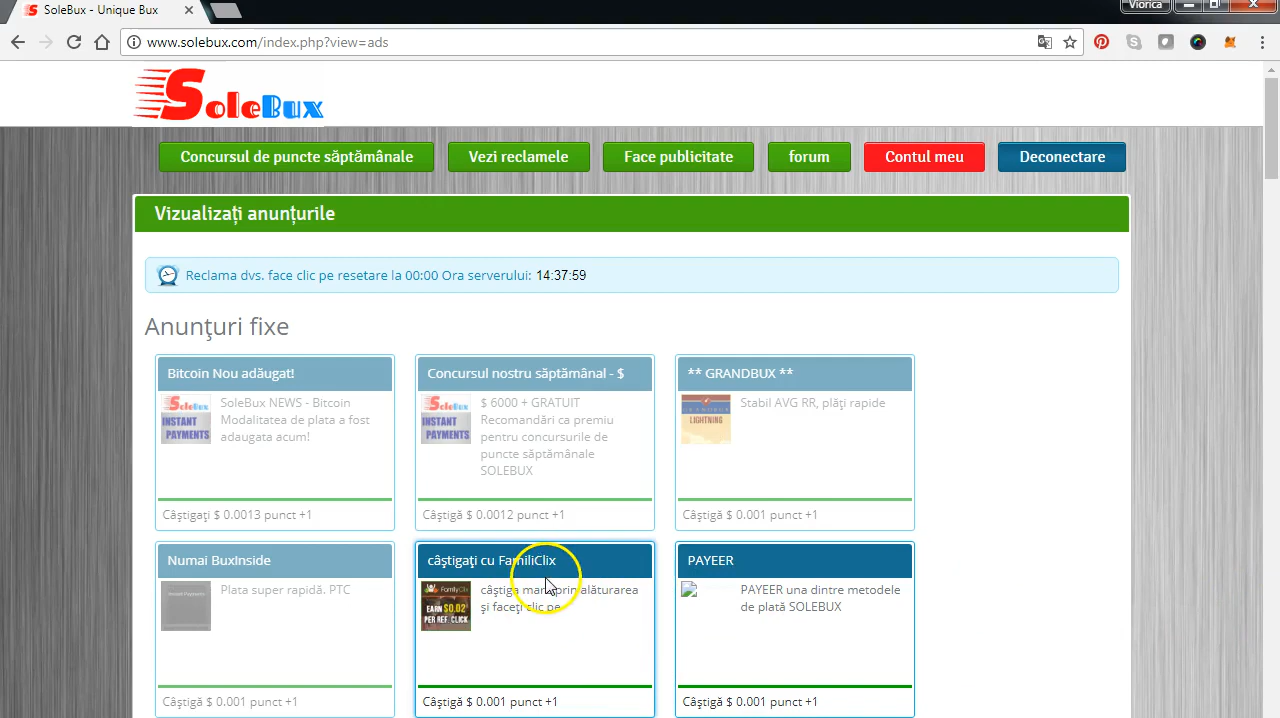 SoleBux - Unique Bux
Viorica
www.solebux.com/index.php?view=ads
SoleBux
Concursul de puncte săptămânale
Vezi reclamele
Face publicitate
forum
Contul meu
Deconectare
Vizualizați anunțurile
Reclama dvs. face clic pe resetare la 00:00 Ora serverului: 14:37:59
Anunţuri fixe
Bitcoin Nou adăugat!
SoleBux
INSTANT
PAYMENTS
SoleBux NEWS - Bitcoin
Modalitatea de plata a fost
adaugata acum!
Câştigaţi $ 0.0013 punct +1
Concursul nostru săptămânal - $
SoleBux
INSTANT
PAYMENTS
$ 6000 + GRATUIT
Recomandări ca premiu
pentru concursurile de
puncte săptămânale
SOLEBUX
Câştigă $ 0.0012 punct +1
** GRANDBUX **
LIGHTNING
Stabil AVG RR, plăţi rapide
Câştigă $ 0.001 punct +1
Numai BuxInside
Plata super rapidă. PTC
Câştigă $ 0.001 punct +1
câştigaţi cu FamiliClix
EARN $0.02
PER REF. CLICK
câştiga mari prin alăturarea
şi faceţi clic pe
Câştigă $ 0.001 punct +1
PAYEER
PAYEER una dintre metodele
de plată SOLEBUX
Câştigă $ 0.001 punct +1